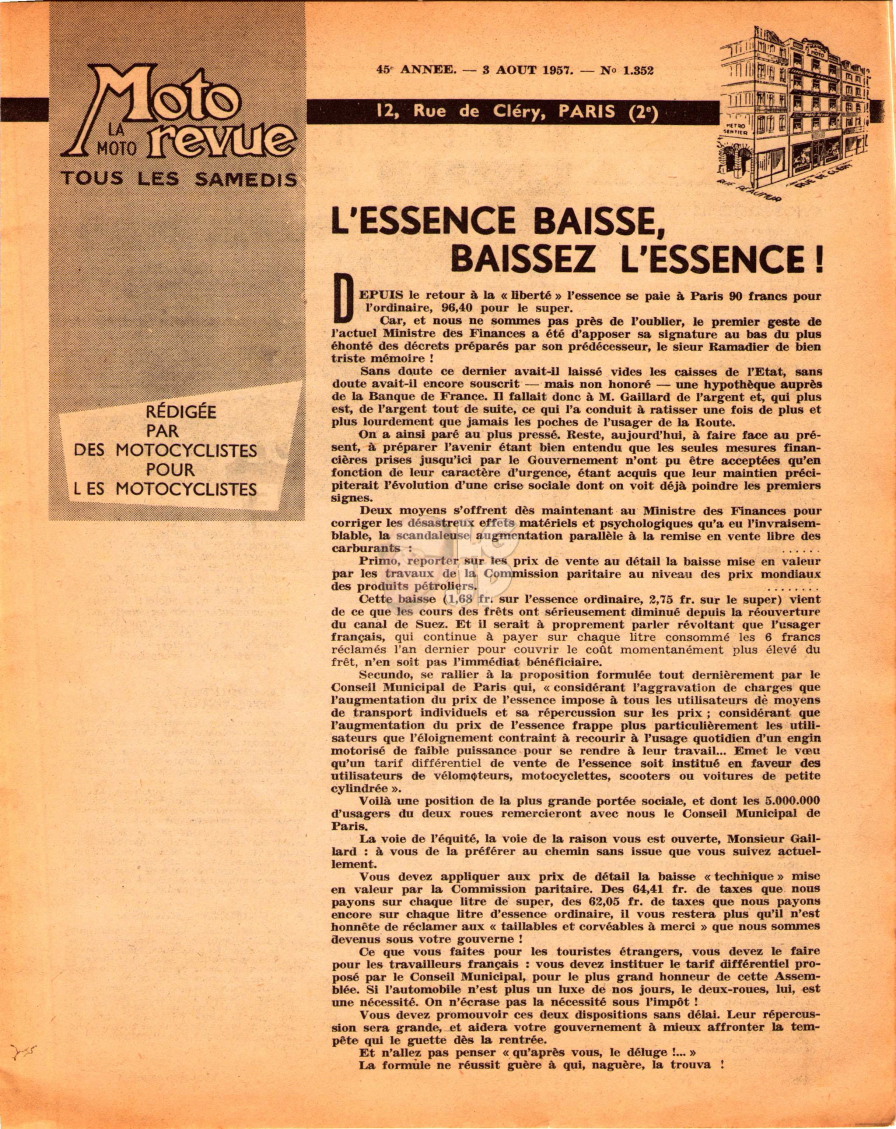 Moto
LA
MOTO revue
TOUS LES SAMEDIS
45e ANNEE. — 3 AOUT 1957. — No 1.352
12, Rue de Cléry, PARIS (2e)
METRO
SENTIER
RUE REAUMUR
RUE DE CLERY
RÉDIGÉE
PAR
DES MOTOCYCLISTES
POUR
LES MOTOCYCLISTES
L'ESSENCE BAISSE,
BAISSEZ L'ESSENCE !
DEPUIS le retour à la « liberté » l'essence se paie à Paris 90 francs pour
l'ordinaire, 96,40 pour le super.
Car, et nous ne sommes pas près de l'oublier, le premier geste de
l'actuel Ministre des Finances a été d'apposer sa signature au bas du plus
éhonté des décrets préparés par son prédécesseur, le sieur Ramadier de bien
triste mémoire !
Sans doute ce dernier avait-il laissé vides les caisses de l'Etat, sans
doute avait-il encore souscrit — mais non honoré — une hypothèque auprès
de la Banque de France. Il fallait donc à M. Gaillard de l'argent et, qui plus
est, de l'argent tout de suite, ce qui l'a conduit à ratisser une fois de plus et
plus lourdement que jamais les poches de l'usager de la Route.
On a ainsi paré au plus pressé. Reste, aujourd'hui, à faire face au pré-
sent, à préparer l'avenir étant bien entendu que les seules mesures finan-
cières prises jusqu'ici par le Gouvernement n'ont pu être acceptées qu'en
fonction de leur caractère d'urgence, étant acquis que leur maintien préci-
piterait l'évolution d'une crise sociale dont on voit déjà poindre les premiers
signes.
Deux moyens s'offrent dès maintenant au Ministre des Finances pour
corriger les désastreux effets matériels et psychologiques qu'a eu l'invraisem-
blable, la scandaleuse augmentation parallèle à la remise en vente libre des
carburants : ......
Primo, reporter sur les prix de vente au détail la baisse mise en valeur
par les travaux de la Commission paritaire au niveau des prix mondiaux
des produits pétroliers. ........
Cette baisse (1,68 fr. sur l'essence ordinaire, 2,75 fr. sur le super) vient
de ce que les cours des frêts ont sérieusement diminué depuis la réouverture
du canal de Suez. Et il serait à proprement parler révoltant que l'usager
français, qui continue à payer sur chaque litre consommé les 6 francs
réclamés l'an dernier pour couvrir le coût momentanément plus élevé du
frêt, n'en soit pas l'immédiat bénéficiaire.
Secundo, se rallier à la proposition formulée tout dernièrement par le
Conseil Municipal de Paris qui, « considérant l'aggravation de charges que
l'augmentation du prix de l'essence impose à tous les utilisateurs dè moyens
de transport individuels et sa répercussion sur les prix ; considérant que
l'augmentation du prix de l'essence frappe plus particulièrement les utili-
sateurs que l'éloignement contraint à recourir à l'usage quotidien d'un engin
motorisé de faible puissance pour se rendre à leur travail... Emet le vœu
qu'un tarif différentiel de vente de l'essence soit institué en faveur des
utilisateurs de vélomoteurs, motocyclettes, scooters ou voitures de petite
cylindrée ».
Voilà une position de la plus grande portée sociale, et dont les 5.000.000
d'usagers du deux roues remercieront avec nous le Conseil Municipal de
Paris.
La voie de l'équité, la voie de la raison vous est ouverte, Monsieur Gail-
lard : à vous de la préférer au chemin sans issue que vous suivez actuel-
lement.
Vous devez appliquer aux prix de détail la baisse « technique » mise
en valeur par la Commission paritaire. Des 64,41 fr. de taxes que nous
payons sur chaque litre de super, des 62,05 fr. de taxes que nous payons
encore sur chaque litre d'essence ordinaire, il vous restera plus qu'il n'est
honnête de réclamer aux « taillables et corvéables à merci » que nous sommes
devenus sous votre gouverne !
Ce que vous faites pour les touristes étrangers, vous devez le faire
pour les travailleurs français : vous devez instituer le tarif différentiel pro-
posé par le Conseil Municipal, pour le plus grand honneur de cette Assem-
blée. Si l'automobile n'est plus un luxe de nos jours, le deux-roues, lui, est
une nécessité. On n'écrase pas la nécessité sous l'impôt !
Vous devez promouvoir ces deux dispositions sans délai. Leur répercus-
sion sera grande, et aidera votre gouvernement à mieux affronter la tem-
pête qui le guette dès la rentrée.
Et n'allez pas penser « qu'après vous, le déluge !... »
La formule ne réussit guère à qui, naguère, la trouva !